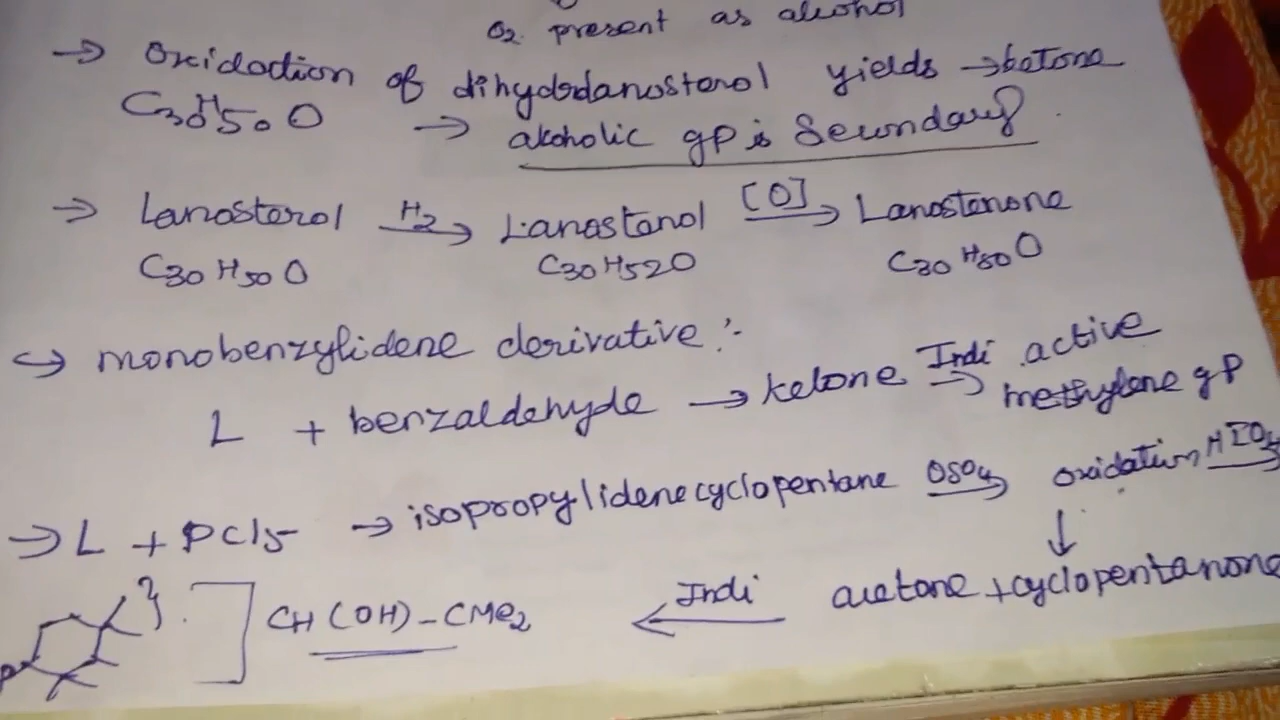 O2 present as alcohol
→ Oxidaction of dihydrolanosterol yields → ketone
C30H50O → alcoholic gp is Secondary
→ Lanosterol H2→ Lanostanol [O]→ Lanostenone
C30H50O C30H52O C30H50O
↪ monobenzylidene derivative :-
L + benzaldehyde → ketone Indi→ active methylene gp
⇒ L + PCl5 → isopropylidenecyclopentane OsO4→ oxidation HIO4→
↓
acetone + cyclopentanone
←Indi CH(OH)-CMe2